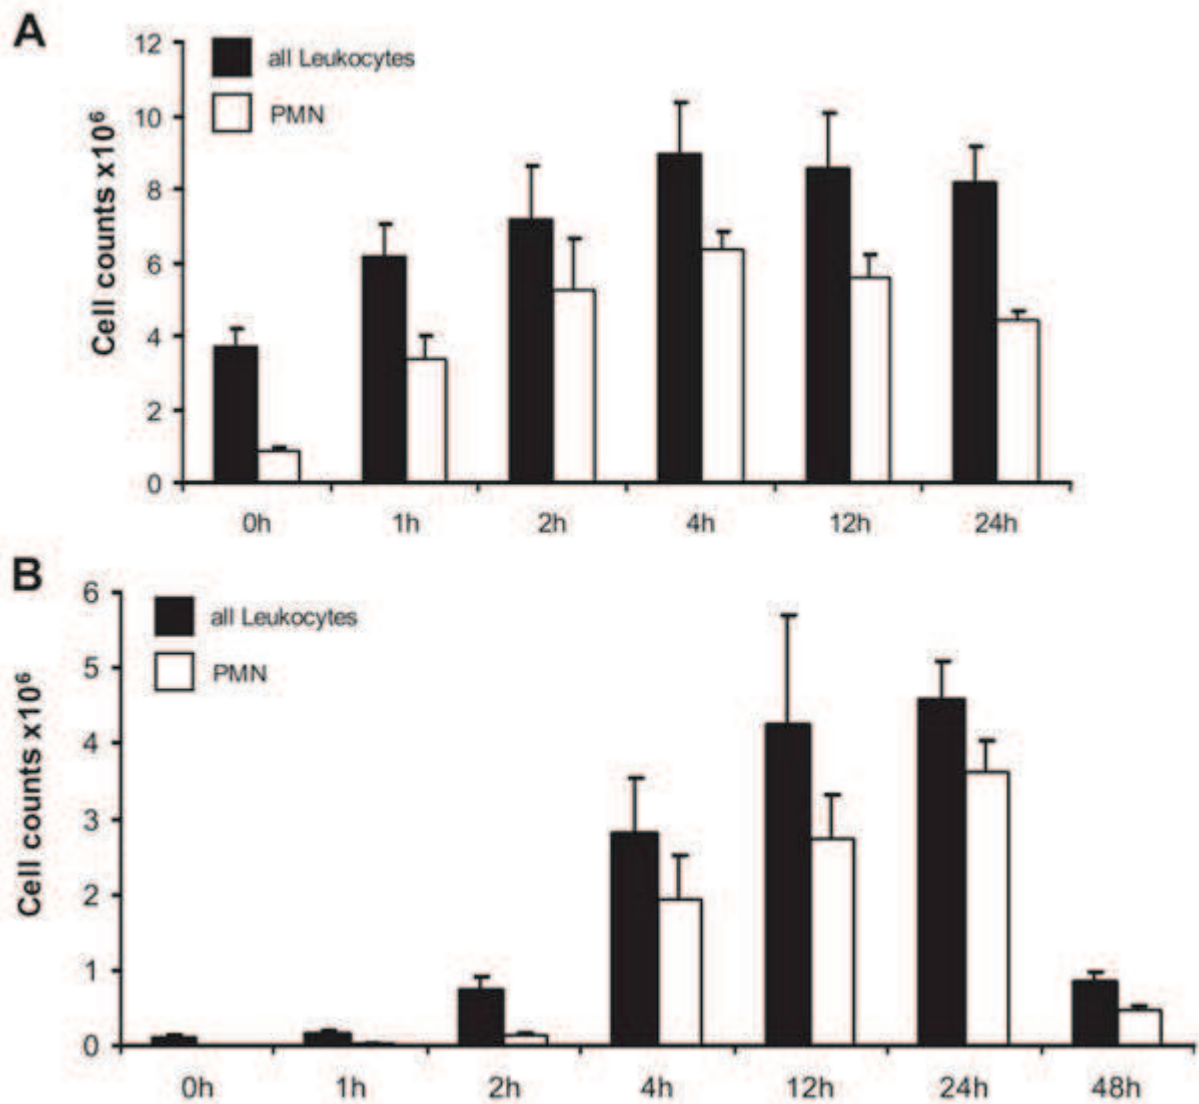 A
12
all Leukocytes
10
PMN
8
6
4
2
0
Cell counts x10⁶
0h 1h 2h 4h 12h 24h
B
6
all Leukocytes
5
PMN
4
3
2
1
0
Cell counts x10⁶
0h 1h 2h 4h 12h 24h 48h